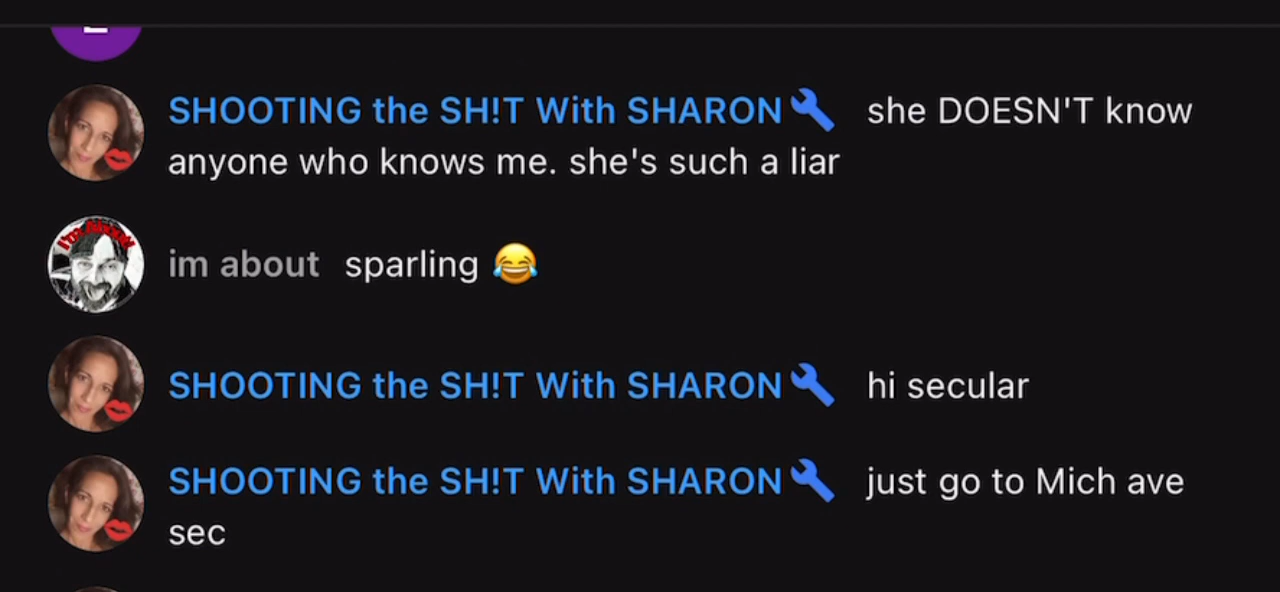 SHOOTING the SH!T With SHARON she DOESN'T know
anyone who knows me. she's such a liar
I'm About!
im about sparling 😂
SHOOTING the SH!T With SHARON hi secular
SHOOTING the SH!T With SHARON just go to Mich ave
sec